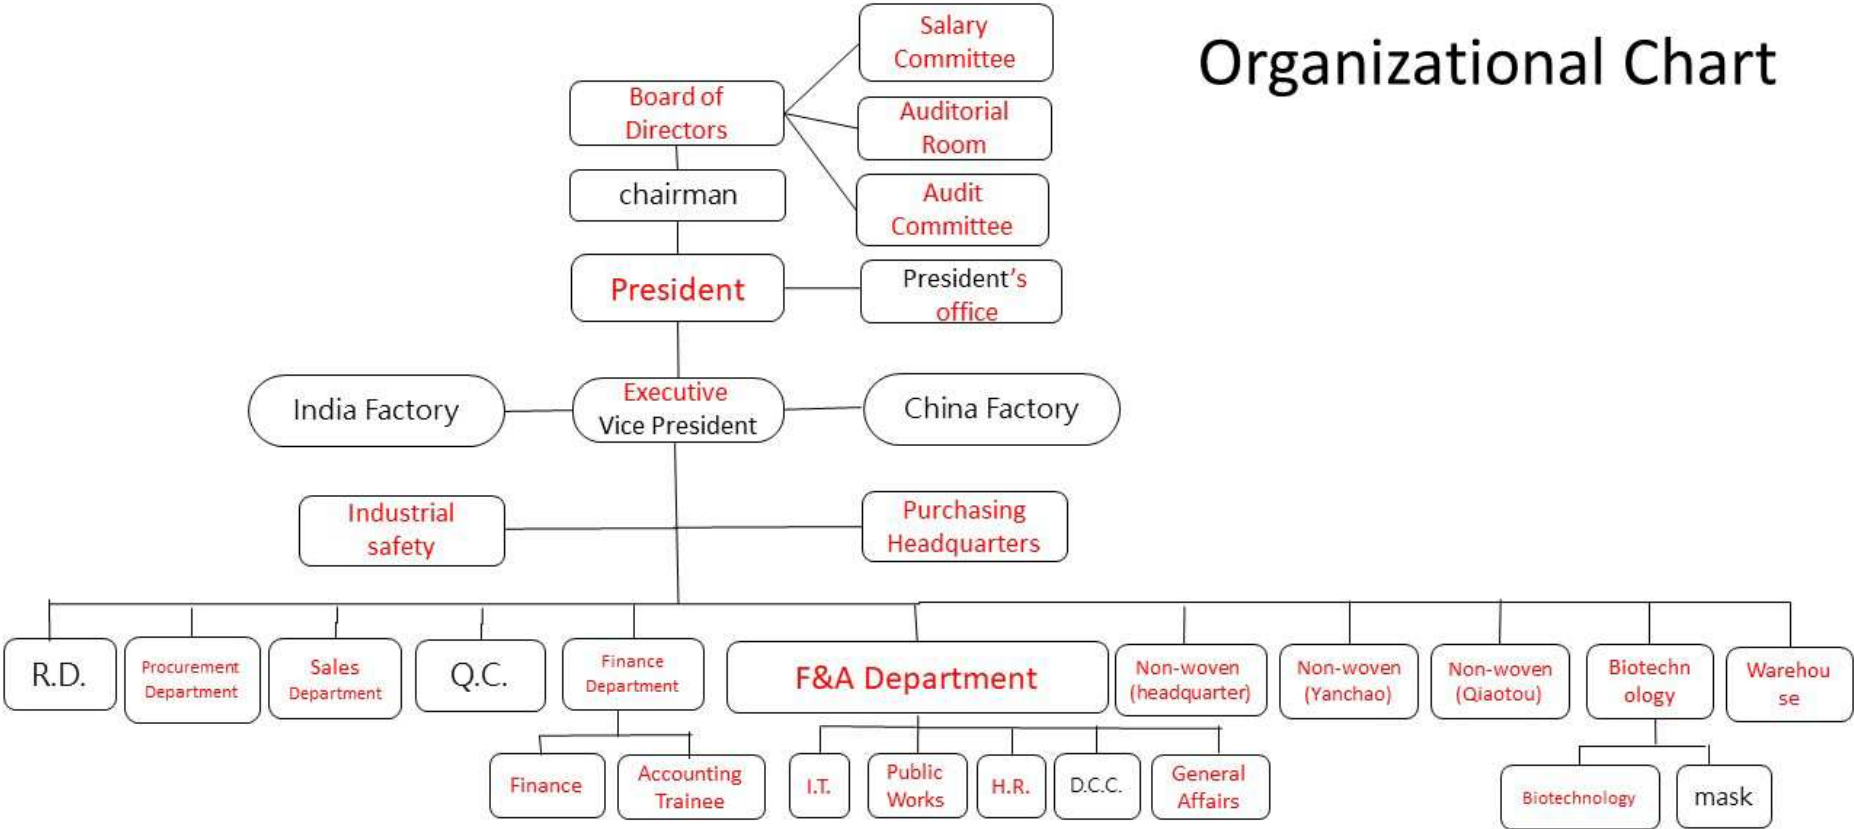 Organizational Chart
Salary
Committee
Board of
Directors
Auditorial
Room
chairman
Audit
Committee
President
President's
office
India Factory
Executive
Vice President
China Factory
Industrial
safety
Purchasing
Headquarters
R.D.
Procurement
Department
Sales
Department
Q.C.
Finance
Department
F&A Department
Non-woven
(headquarter)
Non-woven
(Yanchao)
Non-woven
(Qiaotou)
Biotechn
ology
Warehou
se
Finance
Accounting
Trainee
I.T.
Public
Works
H.R.
D.C.C.
General
Affairs
Biotechnology
mask